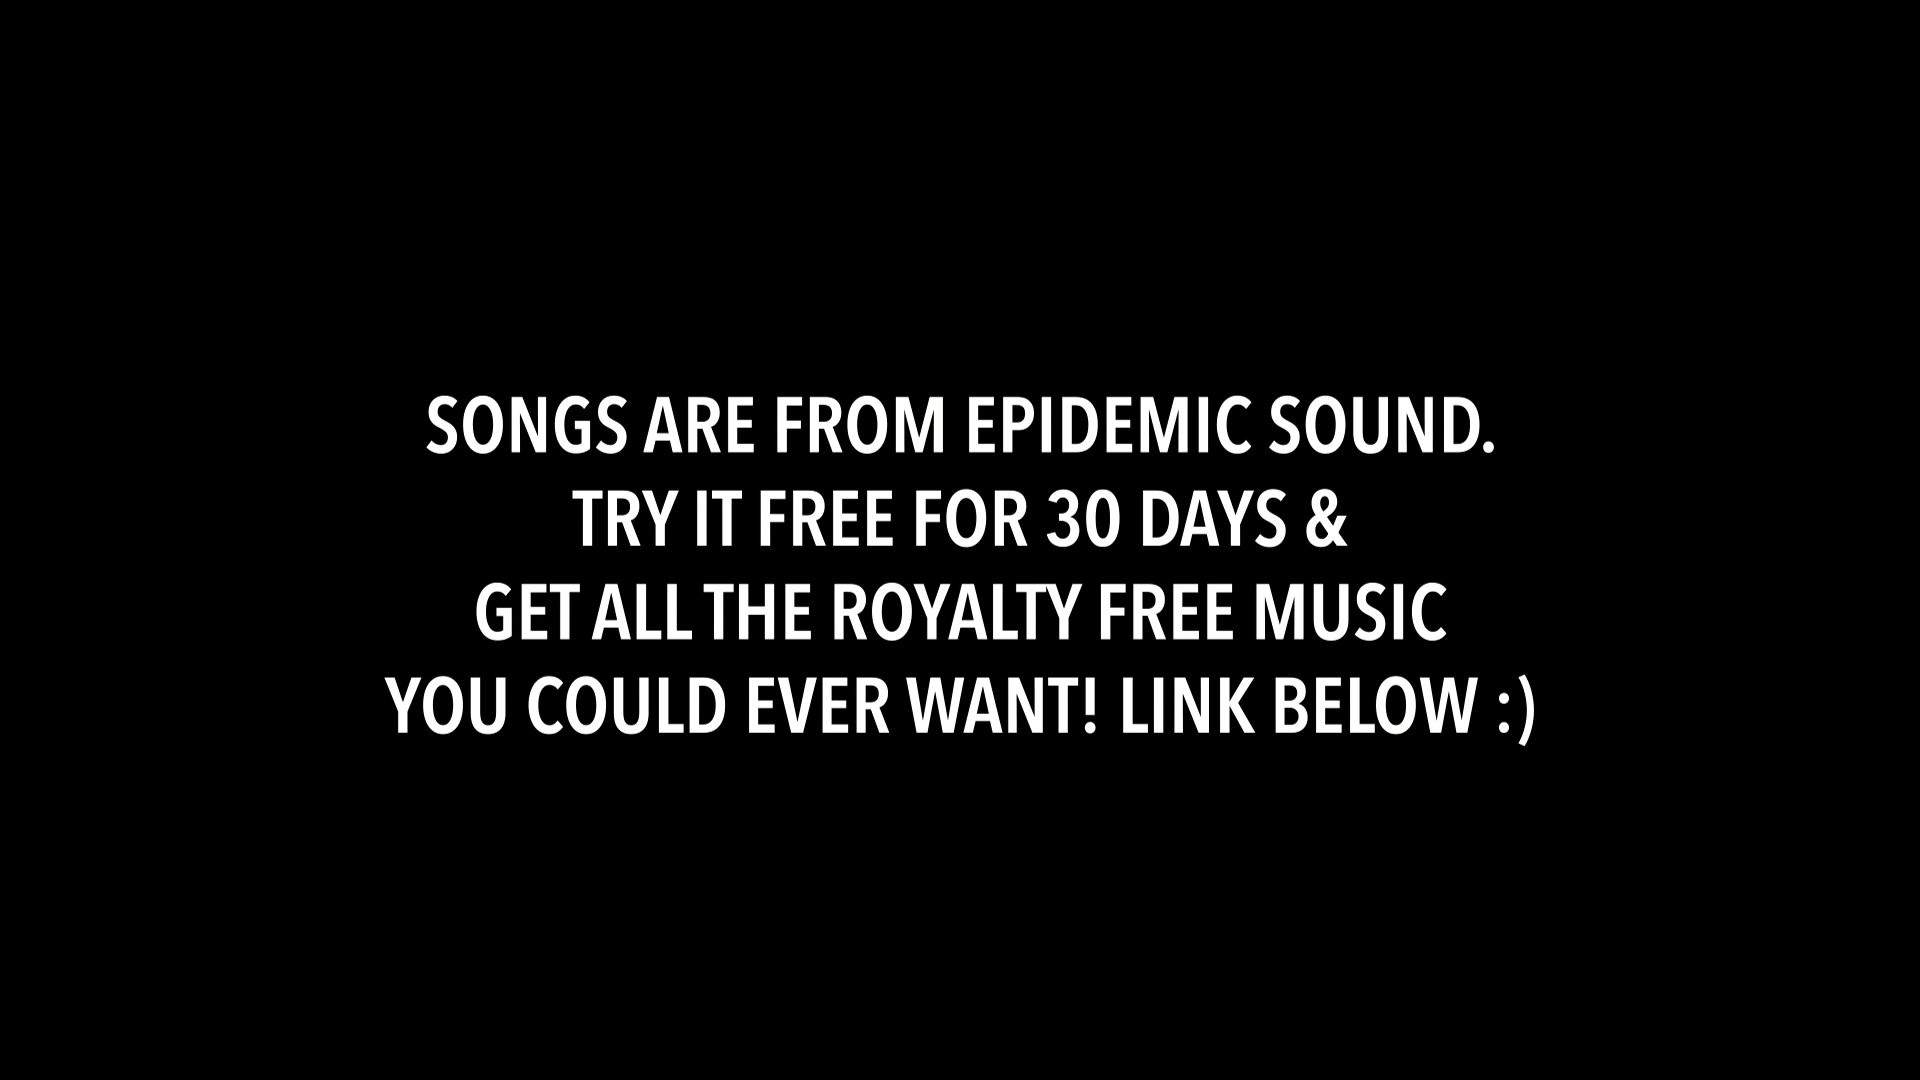 SONGS ARE FROM EPIDEMIC SOUND.
TRY IT FREE FOR 30 DAYS &
GET ALL THE ROYALTY FREE MUSIC
YOU COULD EVER WANT! LINK BELOW :)